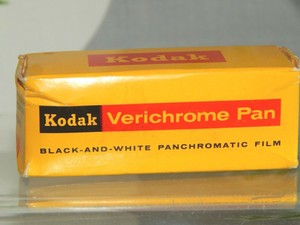 Kodak
Kodak Verichrome Pan
BLACK-AND-WHITE PANCHROMATIC FILM